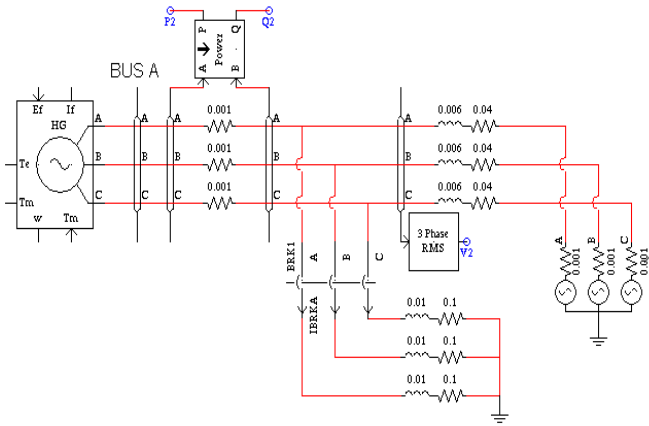 P2
Q2
P
Q
Power
A
B
BUS A
Ef
If
HG
Te
Tm
w
Tm
A
A
A
0.001
A
A
0.006
0.04
B
B
B
0.001
B
B
0.006
0.04
C
C
C
0.001
C
C
0.006
0.04
3 Phase
RMS
V2
BRK1
A
B
C
IBRKA
A
B
C
0.001
0.001
0.001
0.01
0.1
0.01
0.1
0.01
0.1